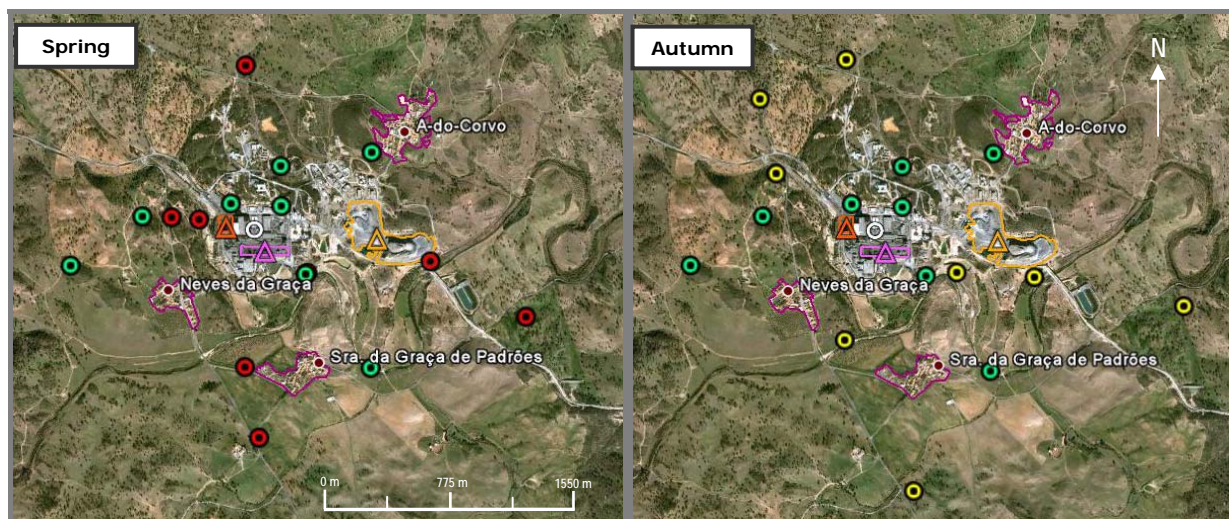 Spring
A-do-Corvo
Neves da Graça
Sra. da Graça de Padrões
0 m 775 m 1550 m
Autumn
N
A-do-Corvo
Neves da Graça
Sra. da Graça de Padrões